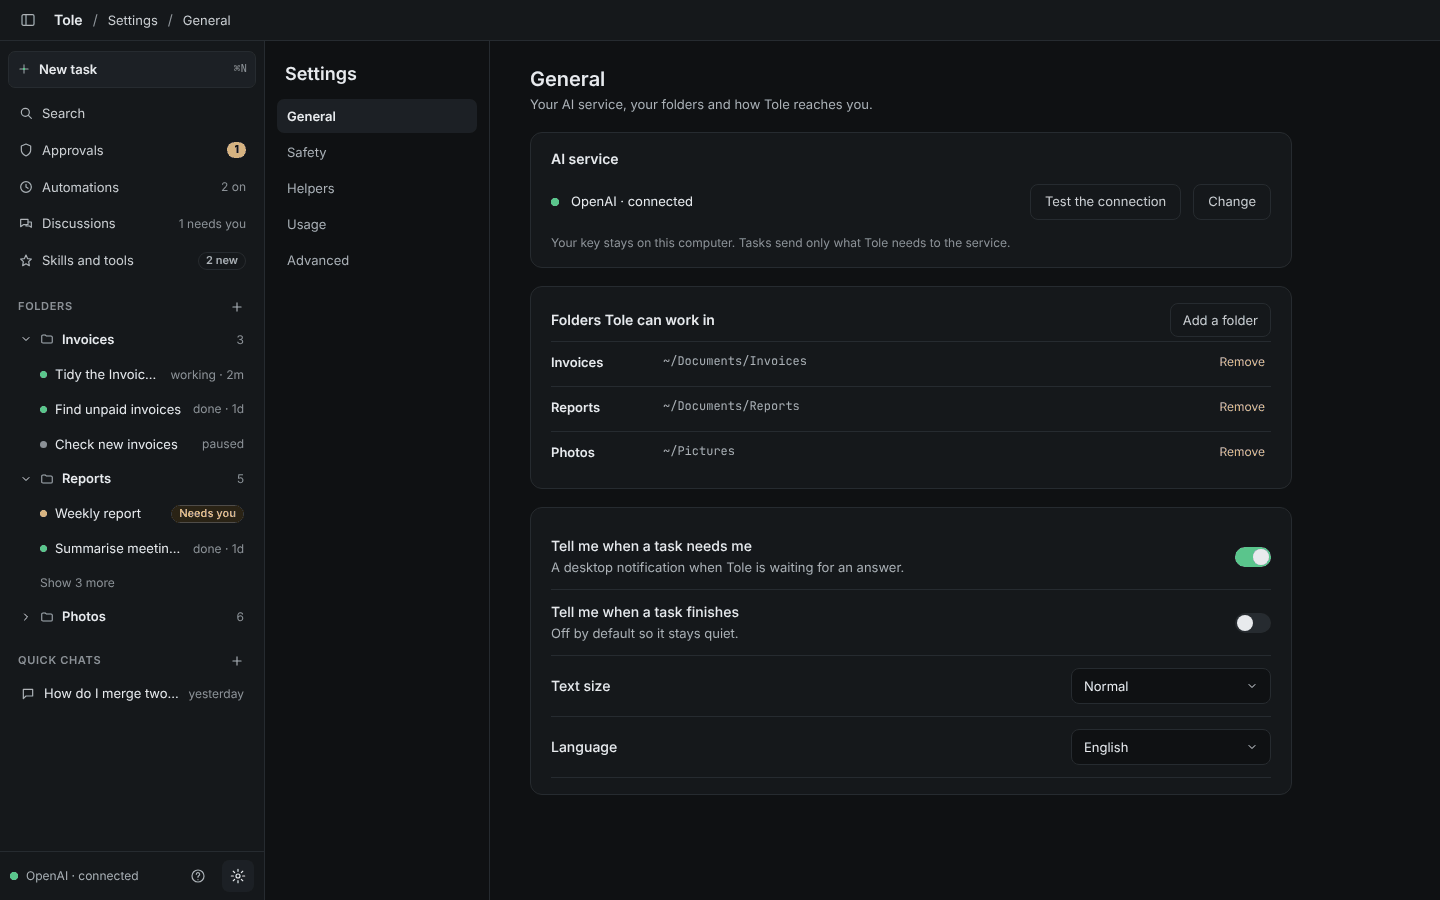 Tole / Settings / General
New task ⌘N
Search
Approvals 1
Automations 2 on
Discussions 1 needs you
Skills and tools 2 new
FOLDERS
Invoices 3
Tidy the Invoic... working · 2m
Find unpaid invoices done · 1d
Check new invoices paused
Reports 5
Weekly report Needs you
Summarise meetin... done · 1d
Show 3 more
Photos 6
QUICK CHATS
How do I merge two... yesterday
OpenAI · connected
Settings
General
Safety
Helpers
Usage
Advanced
General
Your AI service, your folders and how Tole reaches you.
AI service
OpenAI · connected Test the connection Change
Your key stays on this computer. Tasks send only what Tole needs to the service.
Folders Tole can work in Add a folder
Invoices ~/Documents/Invoices Remove
Reports ~/Documents/Reports Remove
Photos ~/Pictures Remove
Tell me when a task needs me
A desktop notification when Tole is waiting for an answer.
Tell me when a task finishes
Off by default so it stays quiet.
Text size Normal
Language English